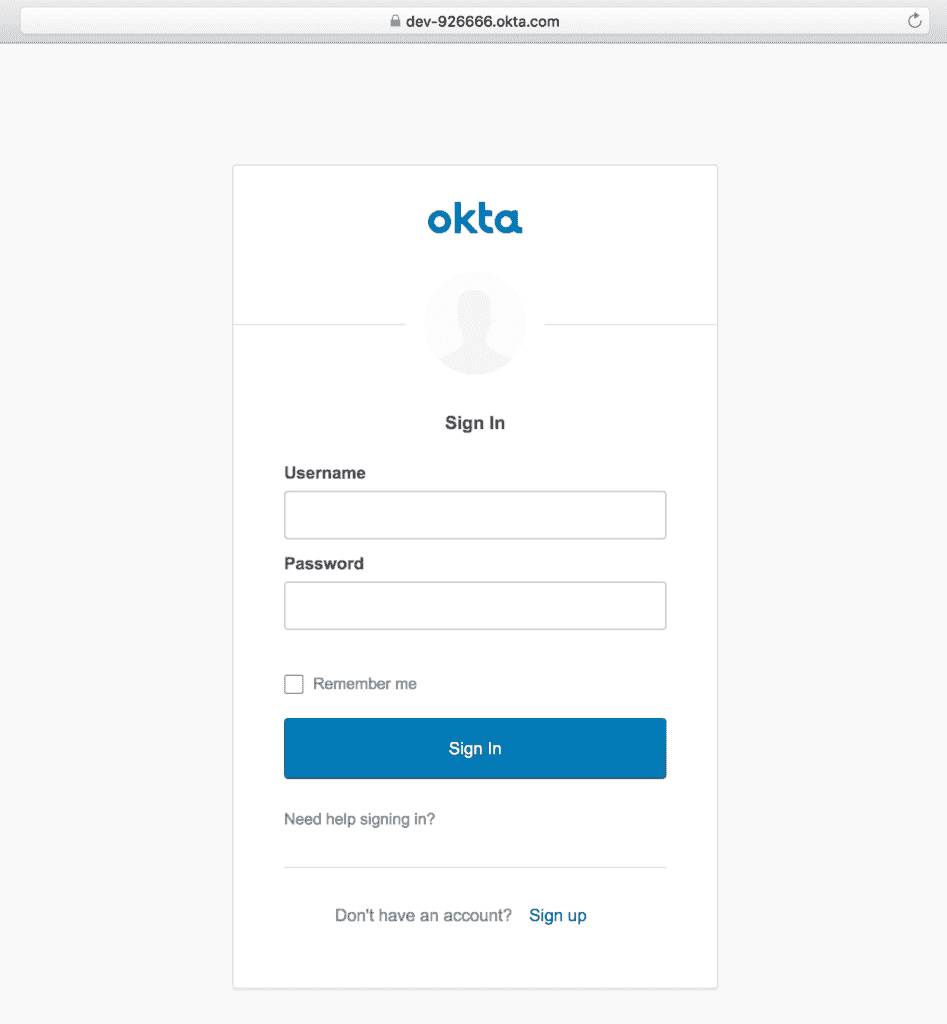 dev-926666.okta.com
okta
Sign In
Username
Password
Remember me
Sign In
Need help signing in?
Don't have an account? Sign up